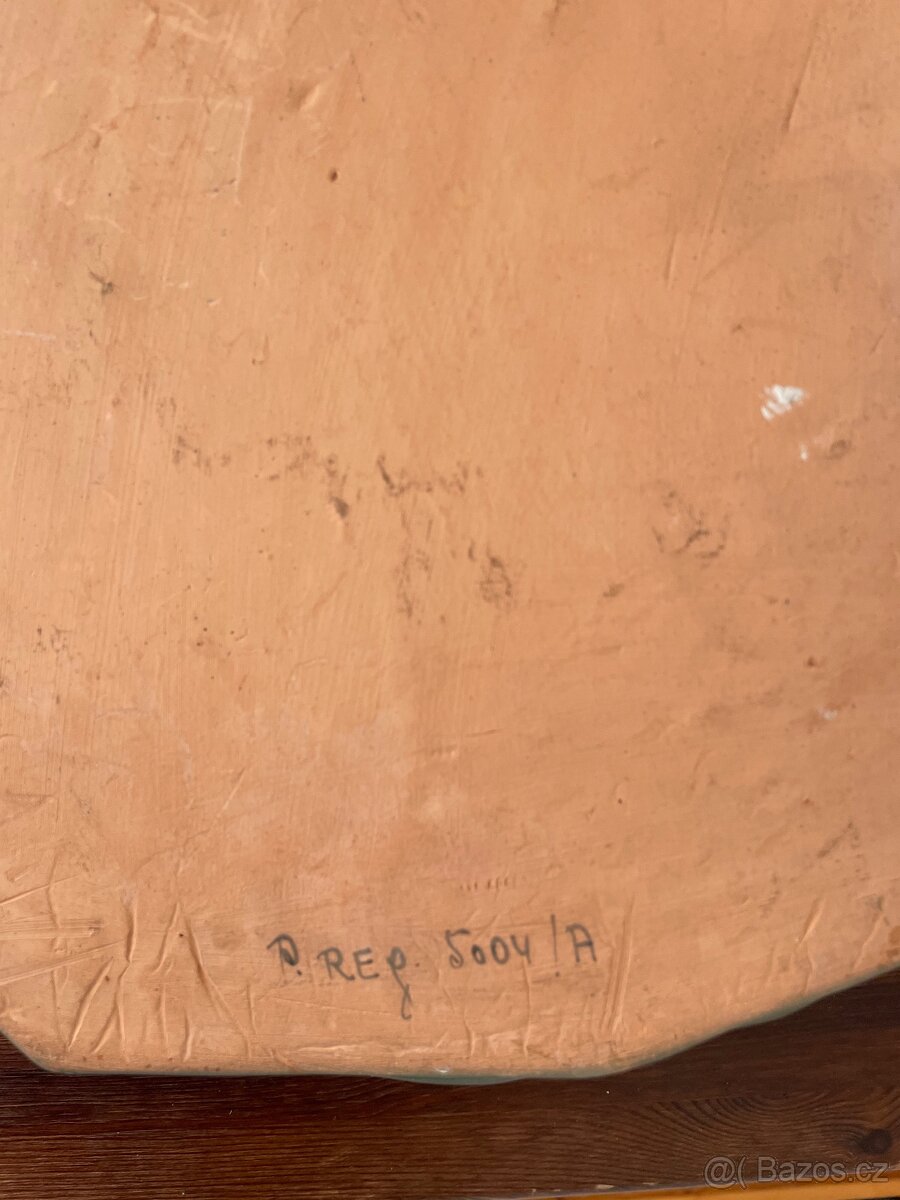 P. REg. 5004/A
@( Bazos.cz